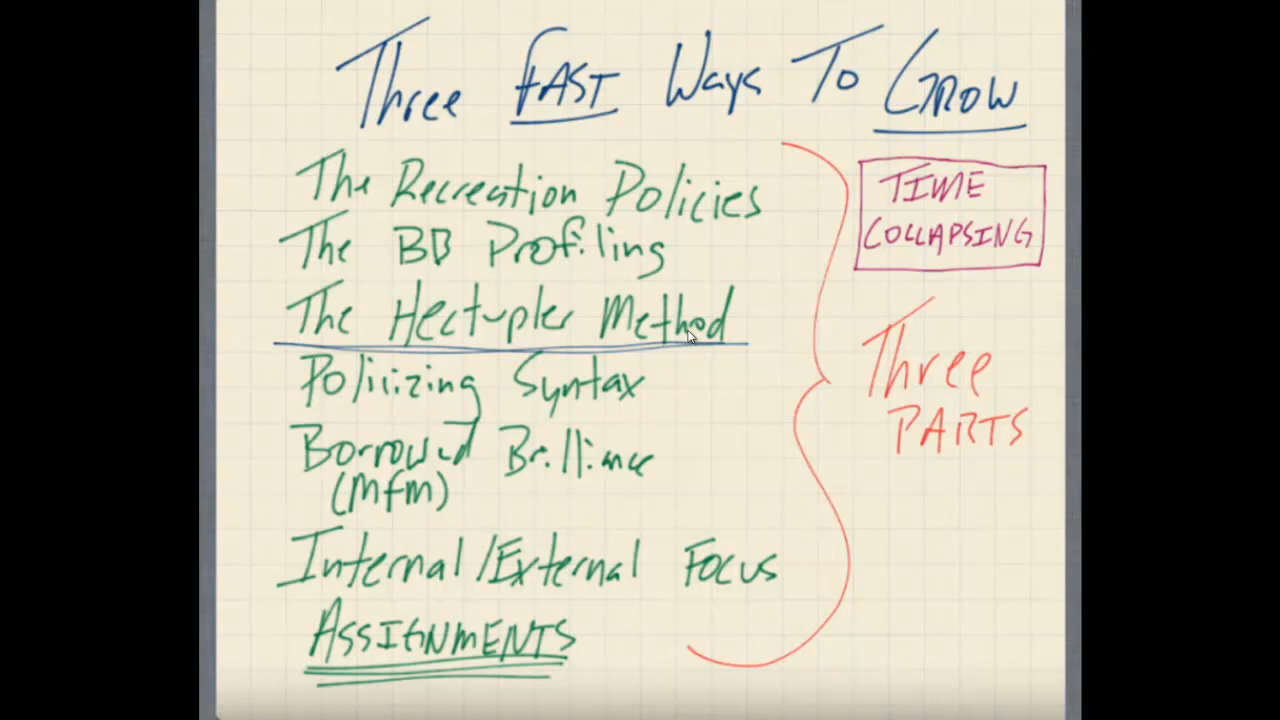 Three FAST Ways To GROW
The Recreation Policies
The BB Profiling
The Hectupler Method
Policizing Syntax
Borrowed Brilliance
(MFM)
Internal/External Focus
ASSIGNMENTS
TIME
COLLAPSING
Three
PARTS